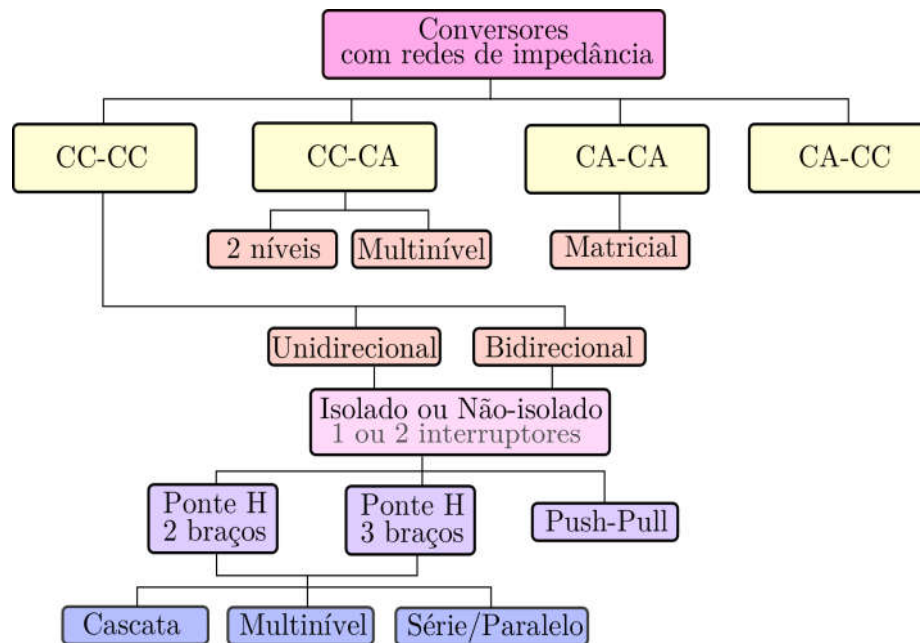 Conversores
com redes de impedância
CC-CC
CC-CA
CA-CA
CA-CC
2 níveis
Multinível
Matricial
Unidirecional
Bidirecional
Isolado ou Não-isolado
1 ou 2 interruptores
Ponte H
2 braços
Ponte H
3 braços
Push-Pull
Cascata
Multinível
Série/Paralelo